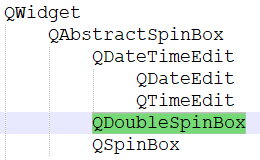 QWidget
QAbstractSpinBox
QDateTimeEdit
QDateEdit
QTimeEdit
QDoubleSpinBox
QSpinBox